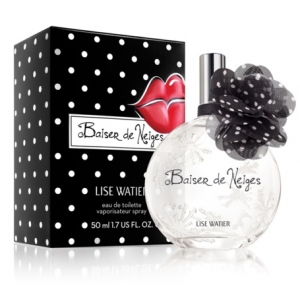 Baiser de Neiges
LISE WATIER
eau de toilette
vaporisateur spray
50 ml 1.7 US FL. OZ.
Baiser de Neiges
LISE WATIER